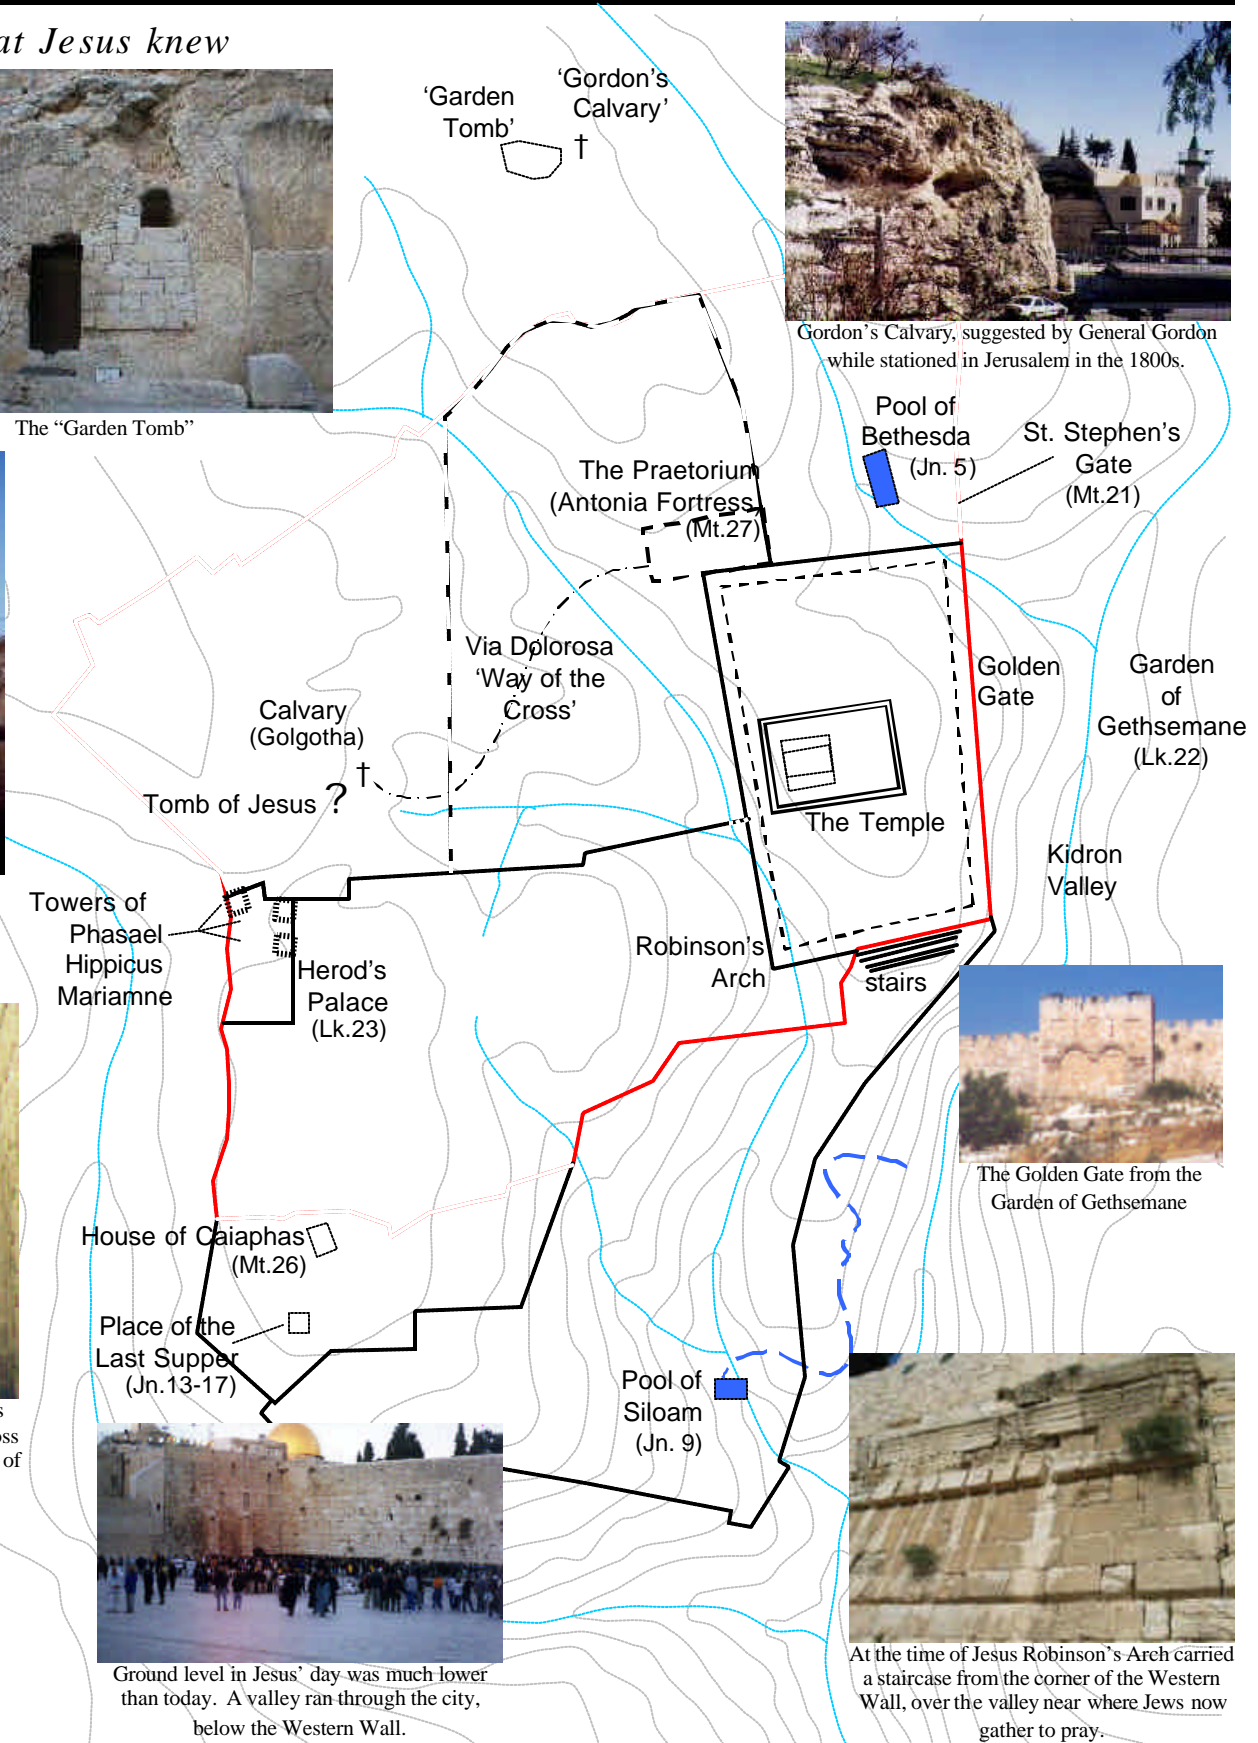 at Jesus knew
'Garden
Tomb'
'Gordon's
Calvary'
Gordon's Calvary, suggested by General Gordon
while stationed in Jerusalem in the 1800s.
The "Garden Tomb"
Pool of
Bethesda
(Jn. 5)
St. Stephen's
Gate
(Mt.21)
The Praetorium
(Antonia Fortress,
(Mt.27)
Via Dolorosa
'Way of the
Cross'
Golden
Gate
Garden
of
Gethsemane
(Lk.22)
Calvary
(Golgotha)
Tomb of Jesus ?
The Temple
Kidron
Valley
Towers of
Phasael
Hippicus
Mariamne
Herod's
Palace
(Lk.23)
Robinson's
Arch
stairs
The Golden Gate from the
Garden of Gethsemane
House of Caiaphas
(Mt.26)
Place of the
Last Supper
(Jn.13-17)
Pool of
Siloam
(Jn. 9)
s
oss
of
Ground level in Jesus' day was much lower
than today. A valley ran through the city,
below the Western Wall.
At the time of Jesus Robinson's Arch carried
a staircase from the corner of the Western
Wall, over the valley near where Jews now
gather to pray.